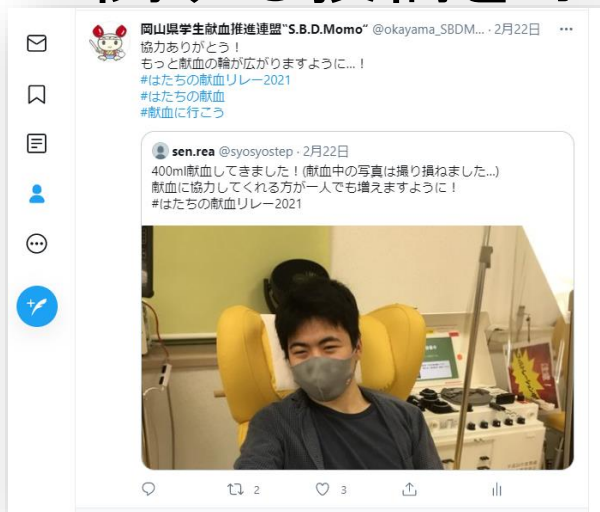 岡山県学生献血推進連盟"S.B.D.Momo" @okayama_SBDM... · 2月22日
協力ありがとう！
もっと献血の輪が広がりますように…！
#はたちの献血リレー2021
#はたちの献血
#献血に行こう
sen.rea @syosyostep · 2月22日
400ml献血してきました！(献血中の写真は撮り損ねました...)
献血に協力してくれる方が一人でも増えますように！
#はたちの献血リレー2021
2
3